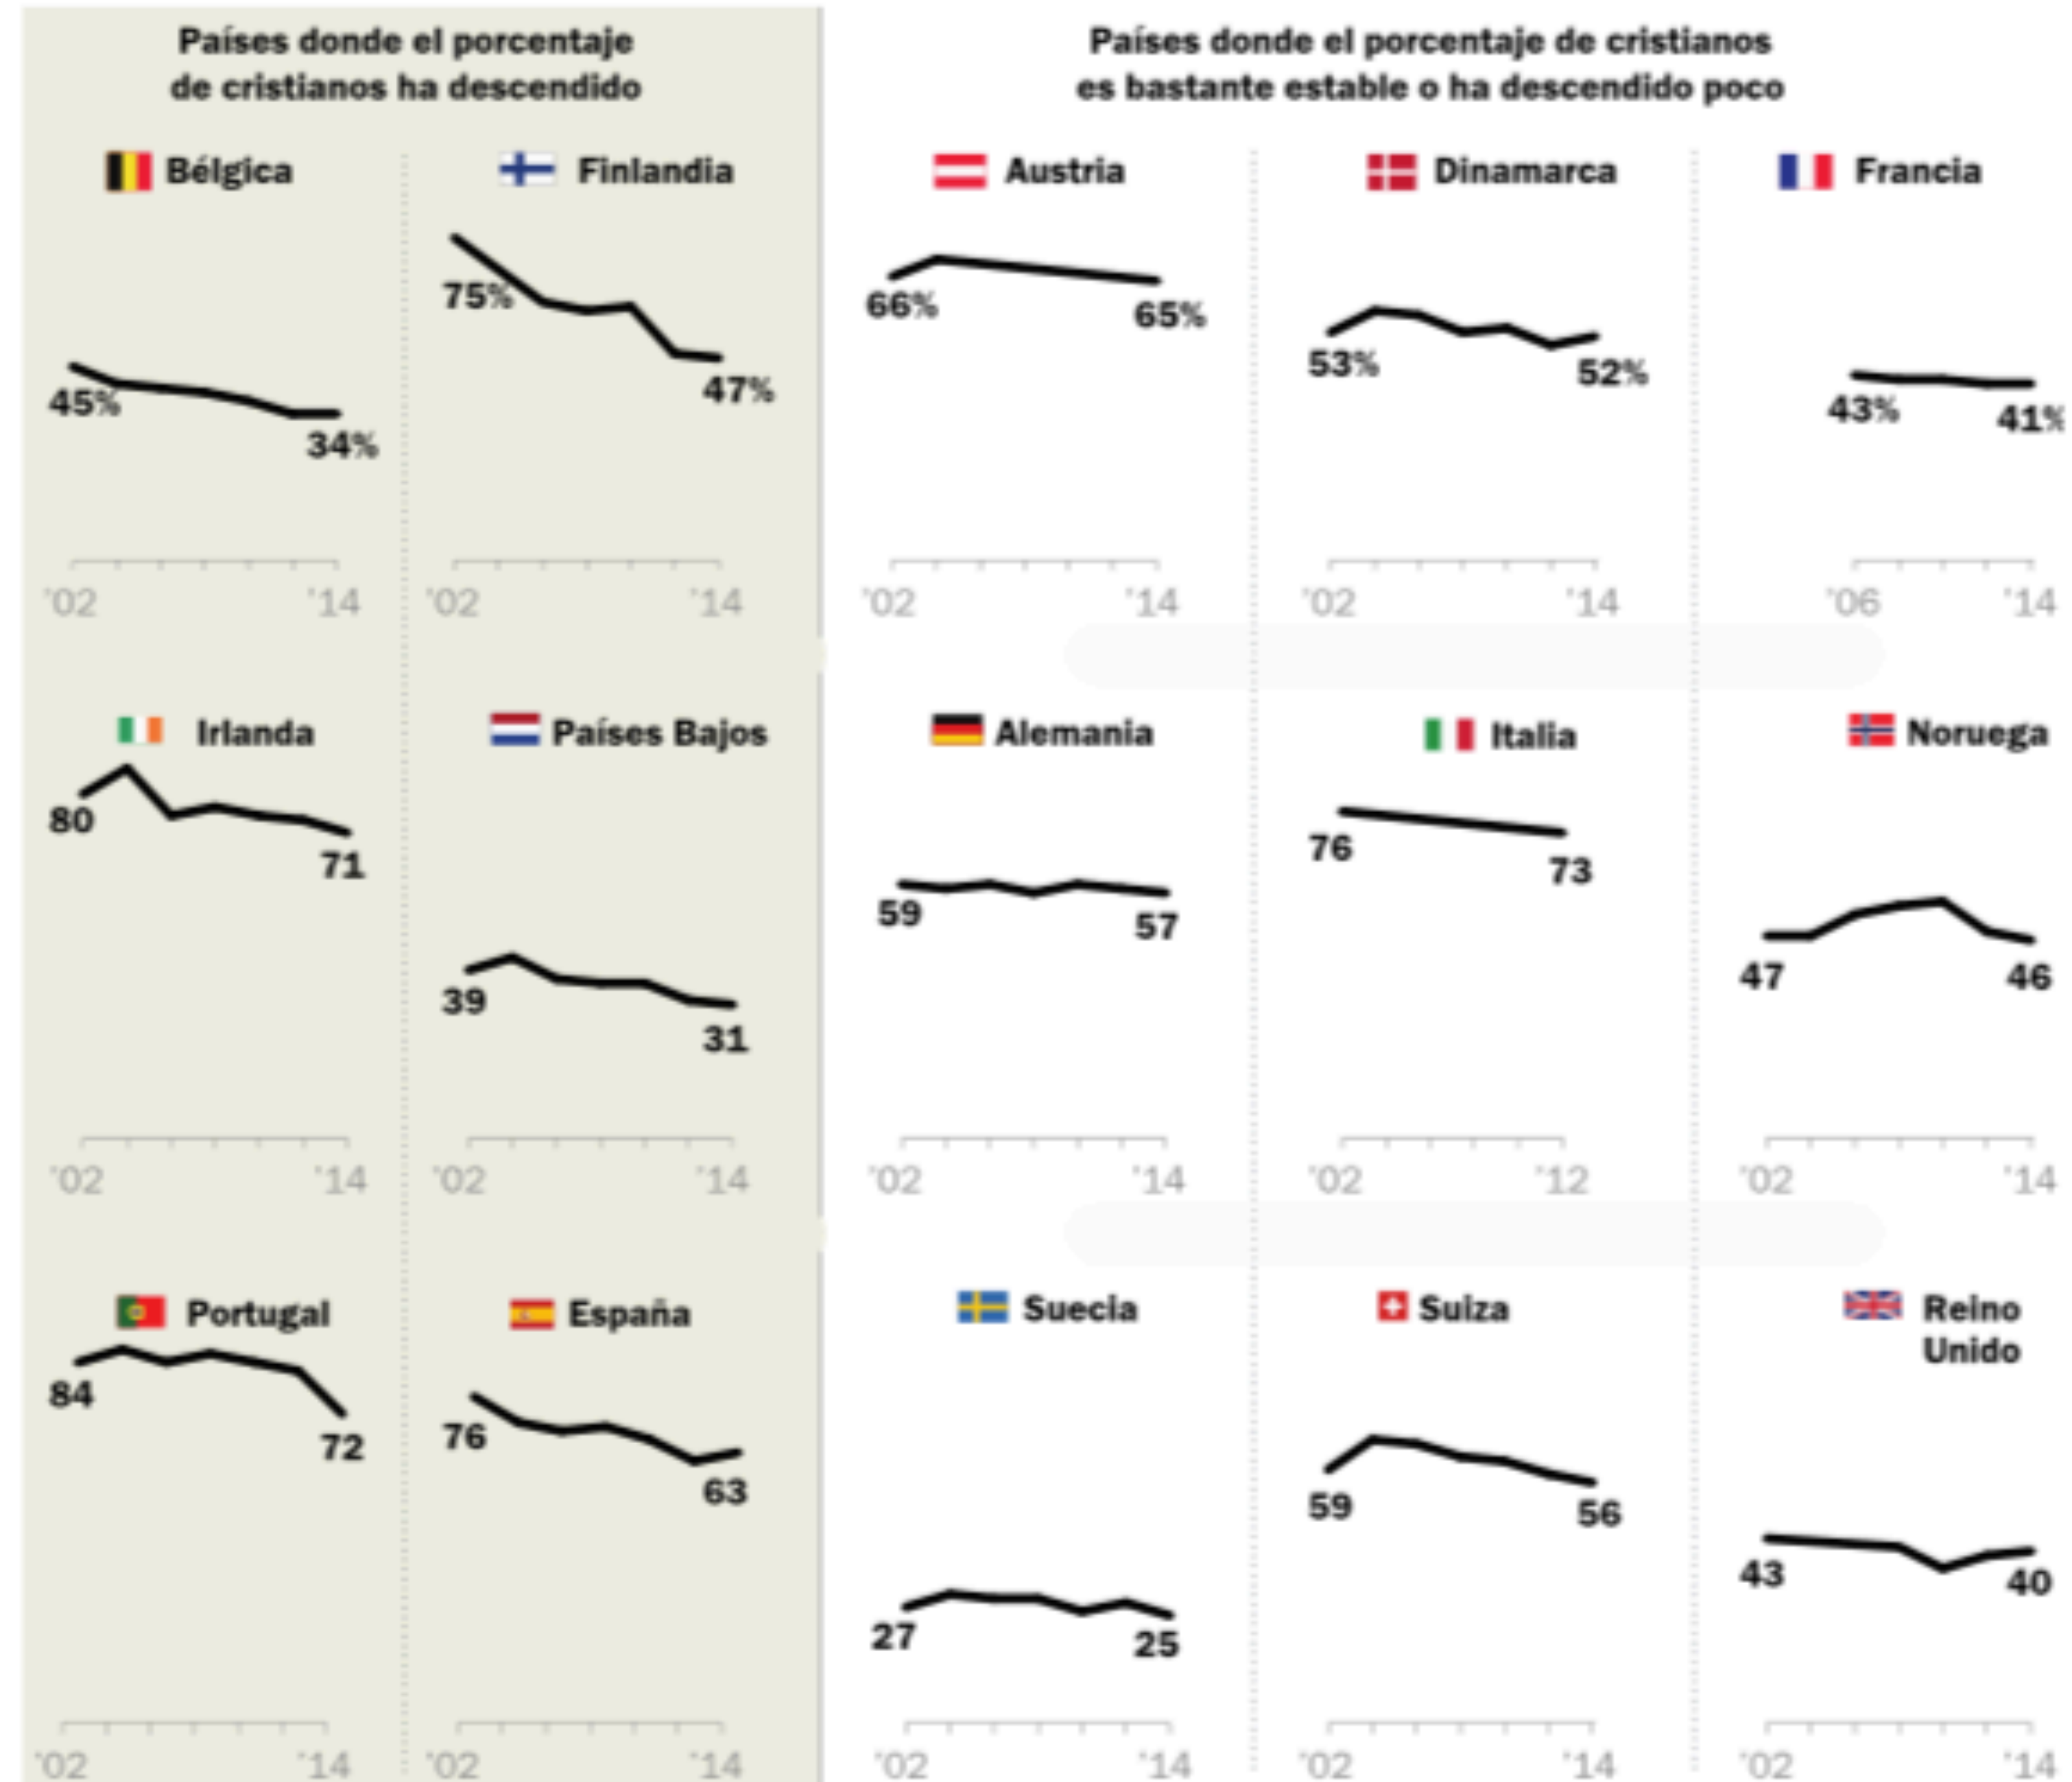 Países donde el porcentaje
de cristianos ha descendido
Países donde el porcentaje de cristianos
es bastante estable o ha descendido poco
Bélgica
45%
34%
'02 '14
Finlandia
75%
47%
'02 '14
Austria
66%
65%
'02 '14
Dinamarca
53%
52%
'02 '14
Francia
43%
41%
'06 '14
Irlanda
80
71
'02 '14
Países Bajos
39
31
'02 '14
Alemania
59
57
'02 '14
Italia
76
73
'02 '12
Noruega
47
46
'02 '14
Portugal
84
72
'02 '14
España
76
63
'02 '14
Suecia
27
25
'02 '14
Suiza
59
56
'02 '14
Reino
Unido
43
40
'02 '14